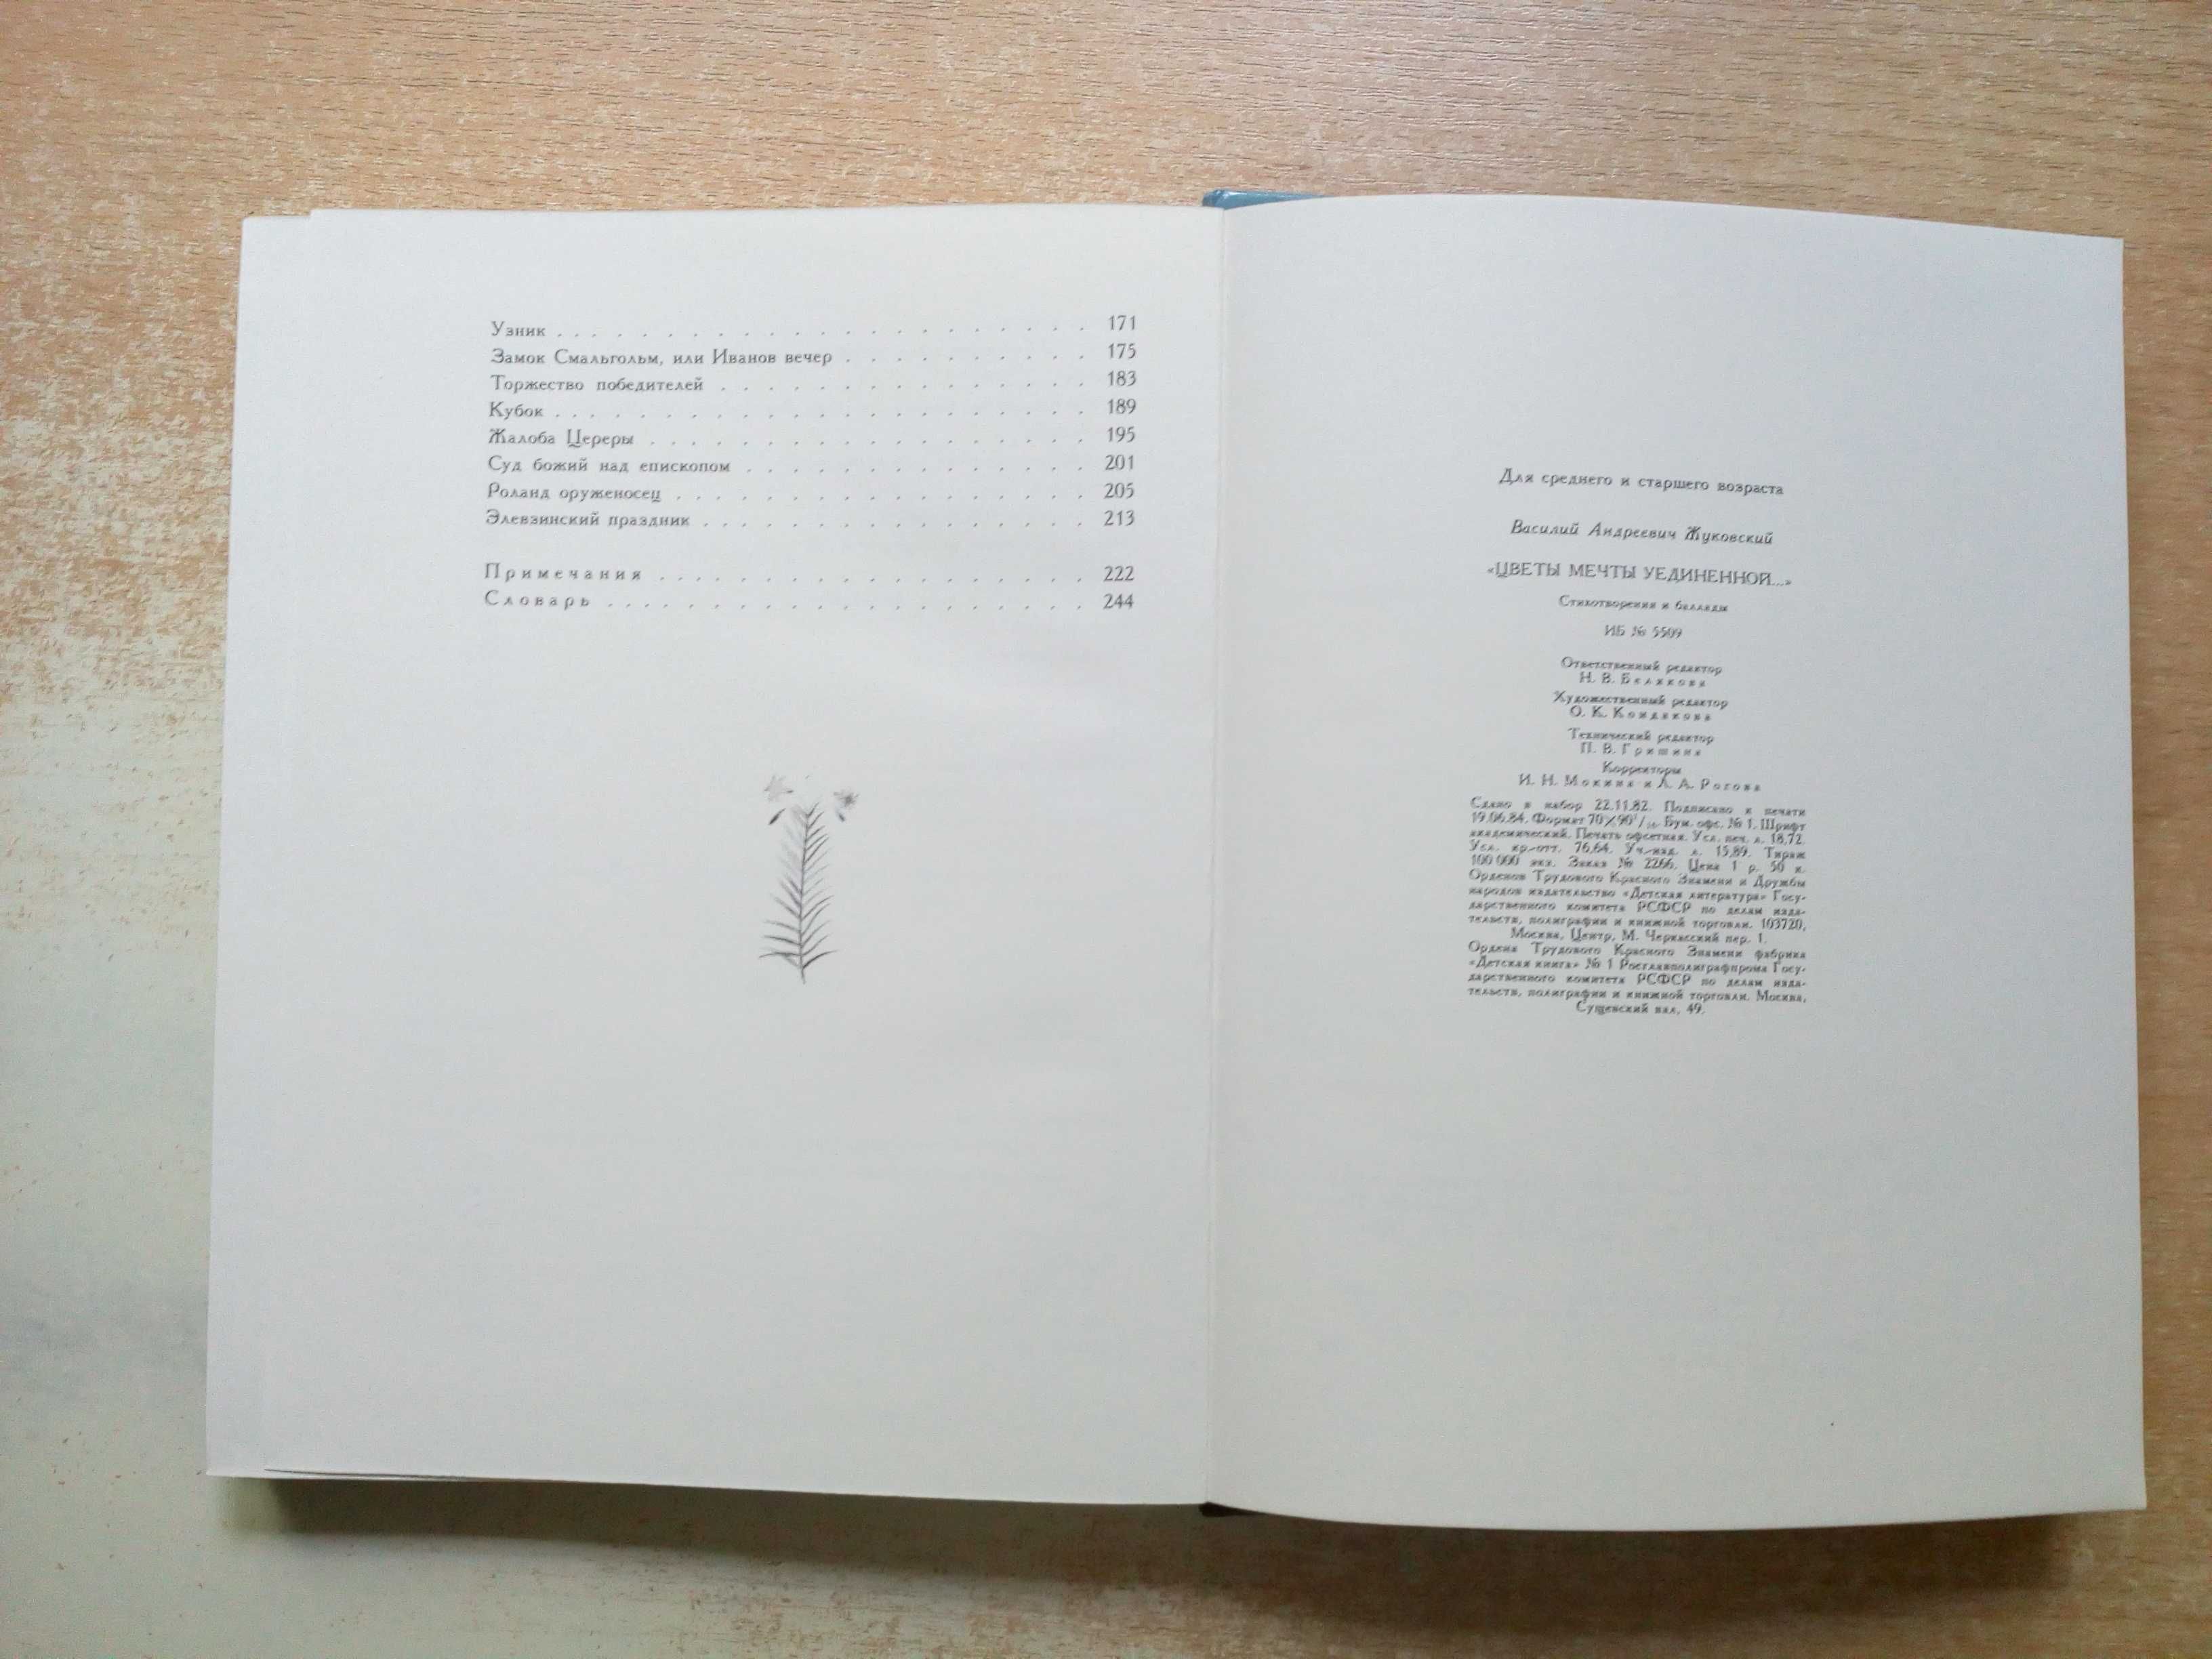 Узник . . . . . . . . . . . . . . . . . . . . 171
Замок Смальгольм, или Иванов вечер . . . . . . . . . . 175
Торжество победителей . . . . . . . . . . . . . . 183
Кубок . . . . . . . . . . . . . . . . . . . . 189
Жалоба Цереры . . . . . . . . . . . . . . . . . 195
Суд божий над епископом . . . . . . . . . . . . . 201
Роланд оруженосец . . . . . . . . . . . . . . . . 205
Элевзинский праздник . . . . . . . . . . . . . . . 213
Примечания . . . . . . . . . . . . . . . . . 222
Словарь . . . . . . . . . . . . . . . . . . . 244
Для среднего и старшего возраста
Василий Андреевич Жуковский
«ЦВЕТЫ МЕЧТЫ УЕДИНЕННОЙ...»
Стихотворения и баллады
ИБ № 5509
Ответственный редактор
Н. В. Белякова
Художественный редактор
О. К. Кондакова
Технический редактор
П. В. Гришина
Корректоры
И. Н. Мокина и Л. А. Рогова
Сдано в набор 22.11.82. Подписано к печати
19.06.84. Формат 70×90¹/₁₆. Бум. офс. № 1. Шрифт
академический. Печать офсетная. Усл. печ. л. 18,72.
Усл. кр.-отт. 76,64. Уч.-изд. л. 15,89. Тираж
100 000 экз. Заказ № 2266. Цена 1 р. 50 к.
Орденов Трудового Красного Знамени и Дружбы
народов издательство «Детская литература» Госу-
дарственного комитета РСФСР по делам изда-
тельств, полиграфии и книжной торговли. 103720,
Москва, Центр, М. Черкасский пер. 1.
Ордена Трудового Красного Знамени фабрика
«Детская книга» № 1 Росглавполиграфпрома Госу-
дарственного комитета РСФСР по делам изда-
тельств, полиграфии и книжной торговли. Москва,
Сущевский вал, 49.